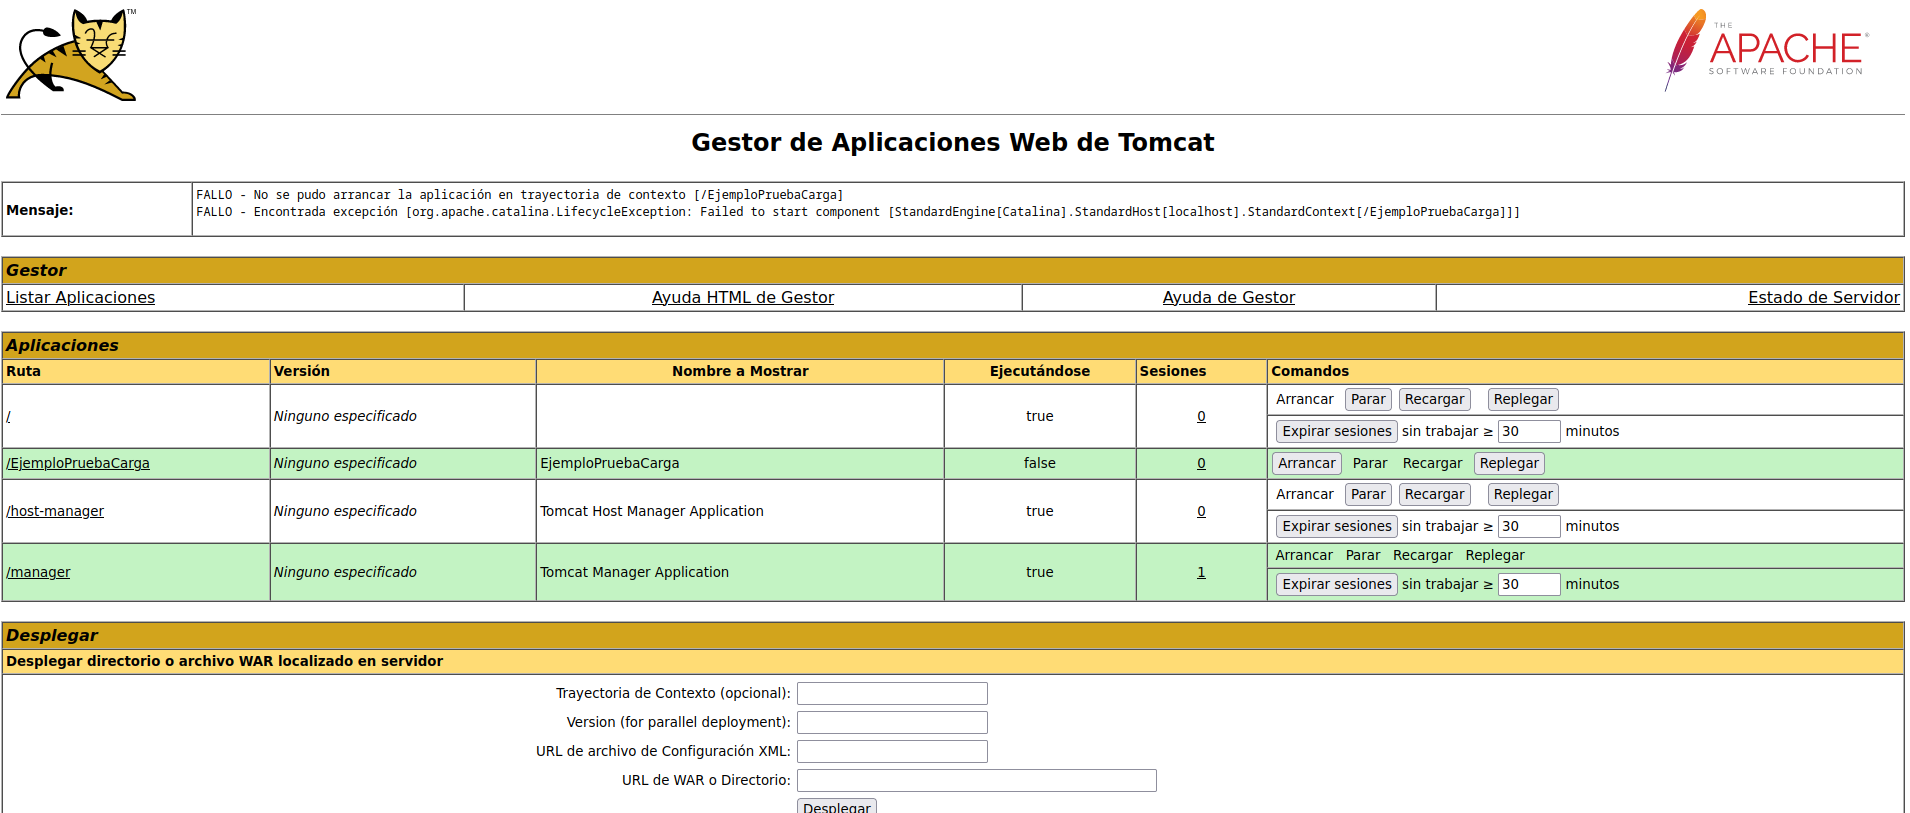 TM
THE
APACHE®
SOFTWARE FOUNDATION
Gestor de Aplicaciones Web de Tomcat
Mensaje:
FALLO - No se pudo arrancar la aplicación en trayectoria de contexto [/EjemploPruebaCarga]
FALLO - Encontrada excepción [org.apache.catalina.LifecycleException: Failed to start component [StandardEngine[Catalina].StandardHost[localhost].StandardContext[/EjemploPruebaCarga]]]
Gestor
Listar Aplicaciones Ayuda HTML de Gestor Ayuda de Gestor Estado de Servidor
Aplicaciones
Ruta Versión Nombre a Mostrar Ejecutándose Sesiones Comandos
/ Ninguno especificado true 0 Arrancar Parar Recargar Replegar
Expirar sesiones sin trabajar ≥ 30 minutos
/EjemploPruebaCarga Ninguno especificado EjemploPruebaCarga false 0 Arrancar Parar Recargar Replegar
/host-manager Ninguno especificado Tomcat Host Manager Application true 0 Arrancar Parar Recargar Replegar
Expirar sesiones sin trabajar ≥ 30 minutos
/manager Ninguno especificado Tomcat Manager Application true 1 Arrancar Parar Recargar Replegar
Expirar sesiones sin trabajar ≥ 30 minutos
Desplegar
Desplegar directorio o archivo WAR localizado en servidor
Trayectoria de Contexto (opcional):
Version (for parallel deployment):
URL de archivo de Configuración XML:
URL de WAR o Directorio:
Desplegar